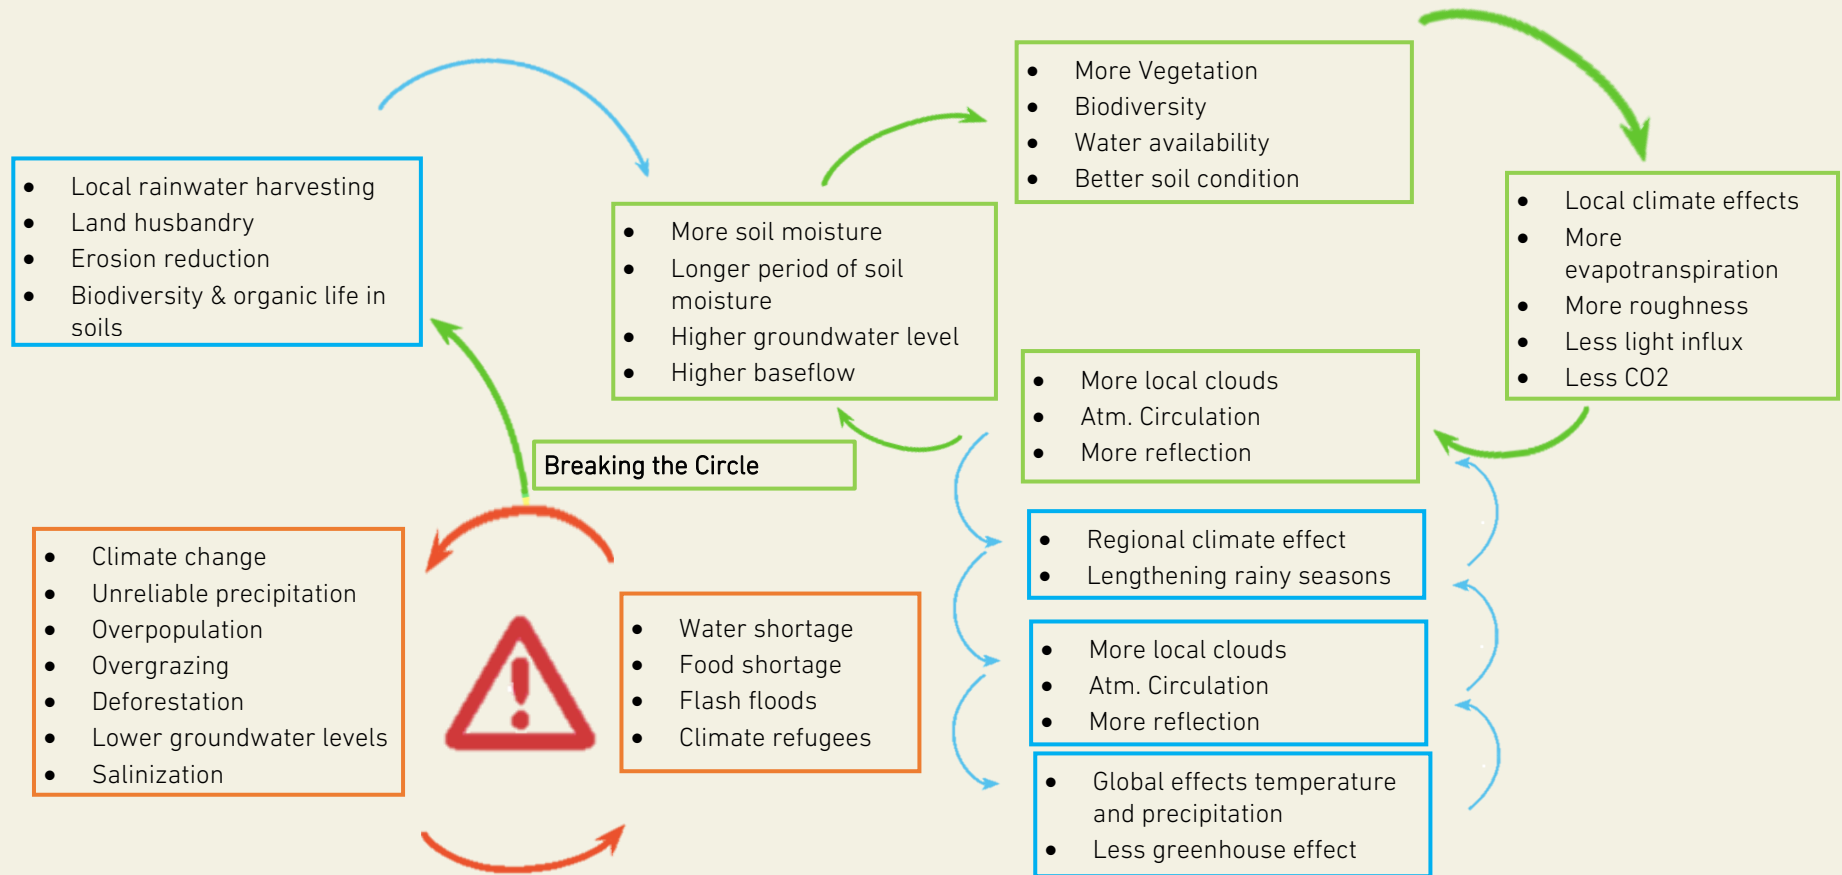 • Local rainwater harvesting
• Land husbandry
• Erosion reduction
• Biodiversity & organic life in
soils
• More soil moisture
• Longer period of soil
moisture
• Higher groundwater level
• Higher baseflow
• More Vegetation
• Biodiversity
• Water availability
• Better soil condition
• Local climate effects
• More
evapotranspiration
• More roughness
• Less light influx
• Less CO2
• More local clouds
• Atm. Circulation
• More reflection
Breaking the Circle
• Climate change
• Unreliable precipitation
• Overpopulation
• Overgrazing
• Deforestation
• Lower groundwater levels
• Salinization
• Water shortage
• Food shortage
• Flash floods
• Climate refugees
• Regional climate effect
• Lengthening rainy seasons
• More local clouds
• Atm. Circulation
• More reflection
• Global effects temperature
and precipitation
• Less greenhouse effect